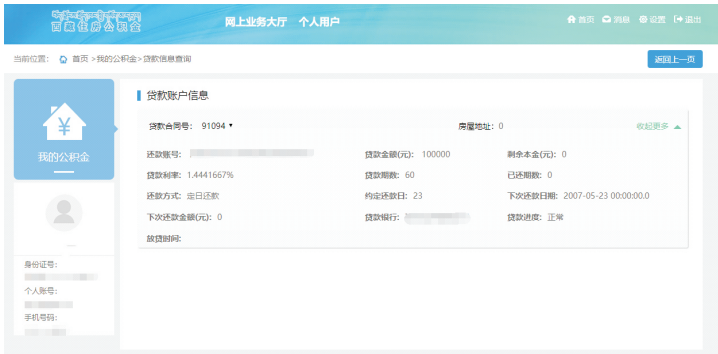 西藏住房公积金
网上业务大厅 个人用户
首页 消息 设置 退出
当前位置： 首页 >我的公积金>贷款信息查询
返回上一页
我的公积金
身份证号：
个人账号：
手机号码：
贷款账户信息
贷款合同号： 91094 房屋地址：0 收起更多
还款账号： 贷款金额(元)： 100000 剩余本金(元)： 0
贷款利率：1.4441667% 贷款期数：60 已还期数：0
还款方式：定日还款 约定还款日：23 下次还款日期：2007-05-23 00:00:00.0
下次还款金额(元)：0 贷款银行： 贷款进度：正常
放贷时间：